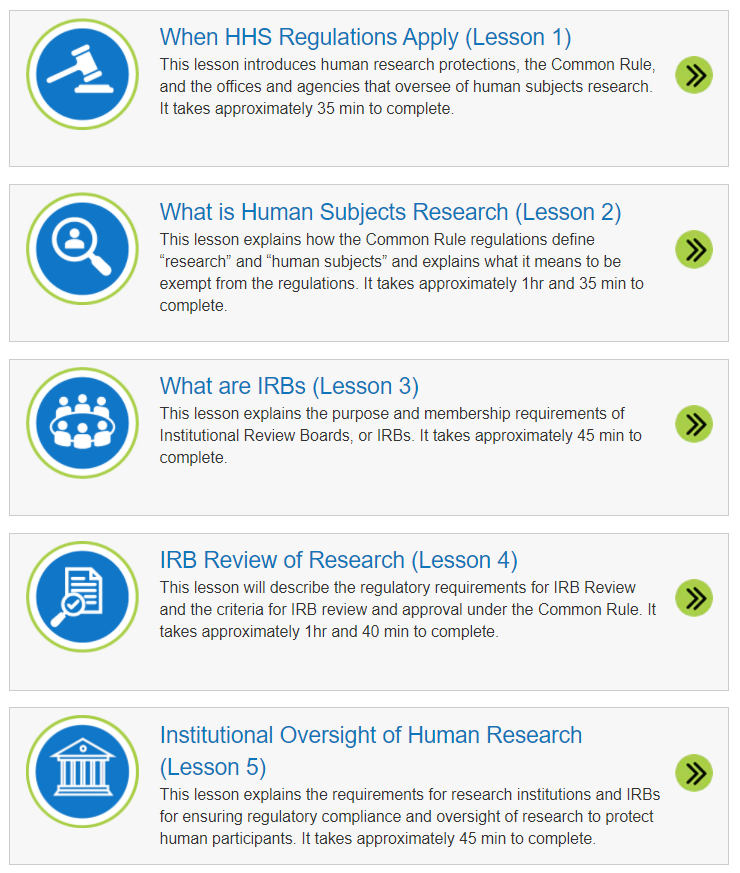 When HHS Regulations Apply (Lesson 1)
This lesson introduces human research protections, the Common Rule,
and the offices and agencies that oversee of human subjects research.
It takes approximately 35 min to complete.
What is Human Subjects Research (Lesson 2)
This lesson explains how the Common Rule regulations define
“research” and “human subjects” and explains what it means to be
exempt from the regulations. It takes approximately 1hr and 35 min to
complete.
What are IRBs (Lesson 3)
This lesson explains the purpose and membership requirements of
Institutional Review Boards, or IRBs. It takes approximately 45 min to
complete.
IRB Review of Research (Lesson 4)
This lesson will describe the regulatory requirements for IRB Review
and the criteria for IRB review and approval under the Common Rule. It
takes approximately 1hr and 40 min to complete.
Institutional Oversight of Human Research
(Lesson 5)
This lesson explains the requirements for research institutions and IRBs
for ensuring regulatory compliance and oversight of research to protect
human participants. It takes approximately 45 min to complete.